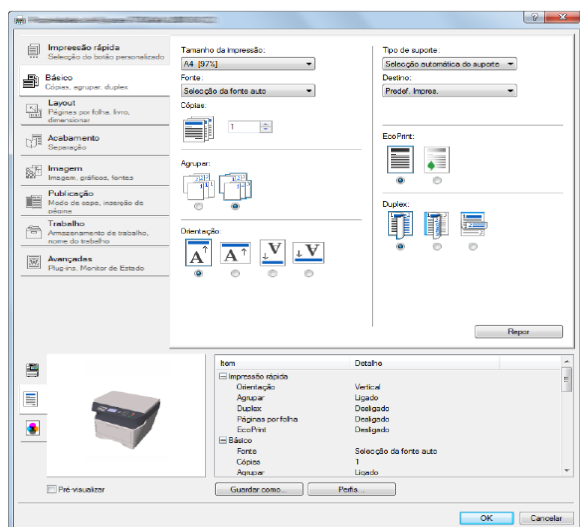 Impressão rápida
Selecção do botão personalizado
Básico
Cópias, agrupar, duplex
Layout
Páginas por folha, livro,
dimensionar
Acabamento
Separação
Imagem
Imagem, gráficos, fontes
Publicação
Modo de capa, inserção de
página
Trabalho
Armazenamento de trabalho,
nome do trabalho
Avançadas
Plug-ins, Monitor de Estado
Tamanho da impressão:
A4 [97%]
Fonte:
Selecção da fonte auto
Cópias:
1
Agrupar:
Orientação:
Tipo de suporte:
Selecção automática do suporte
Destino:
Predef. Impres.
EcoPrint:
Duplex:
Repor
Item Detalhe
Impressão rápida
Orientação Vertical
Agrupar Ligado
Duplex Desligado
Páginas por folha Desligado
EcoPrint Desligado
Básico
Fonte Selecção da fonte auto
Cópias 1
Agrupar Ligado
Pré-visualizar
Guardar como...
Perfis...
OK
Cancelar